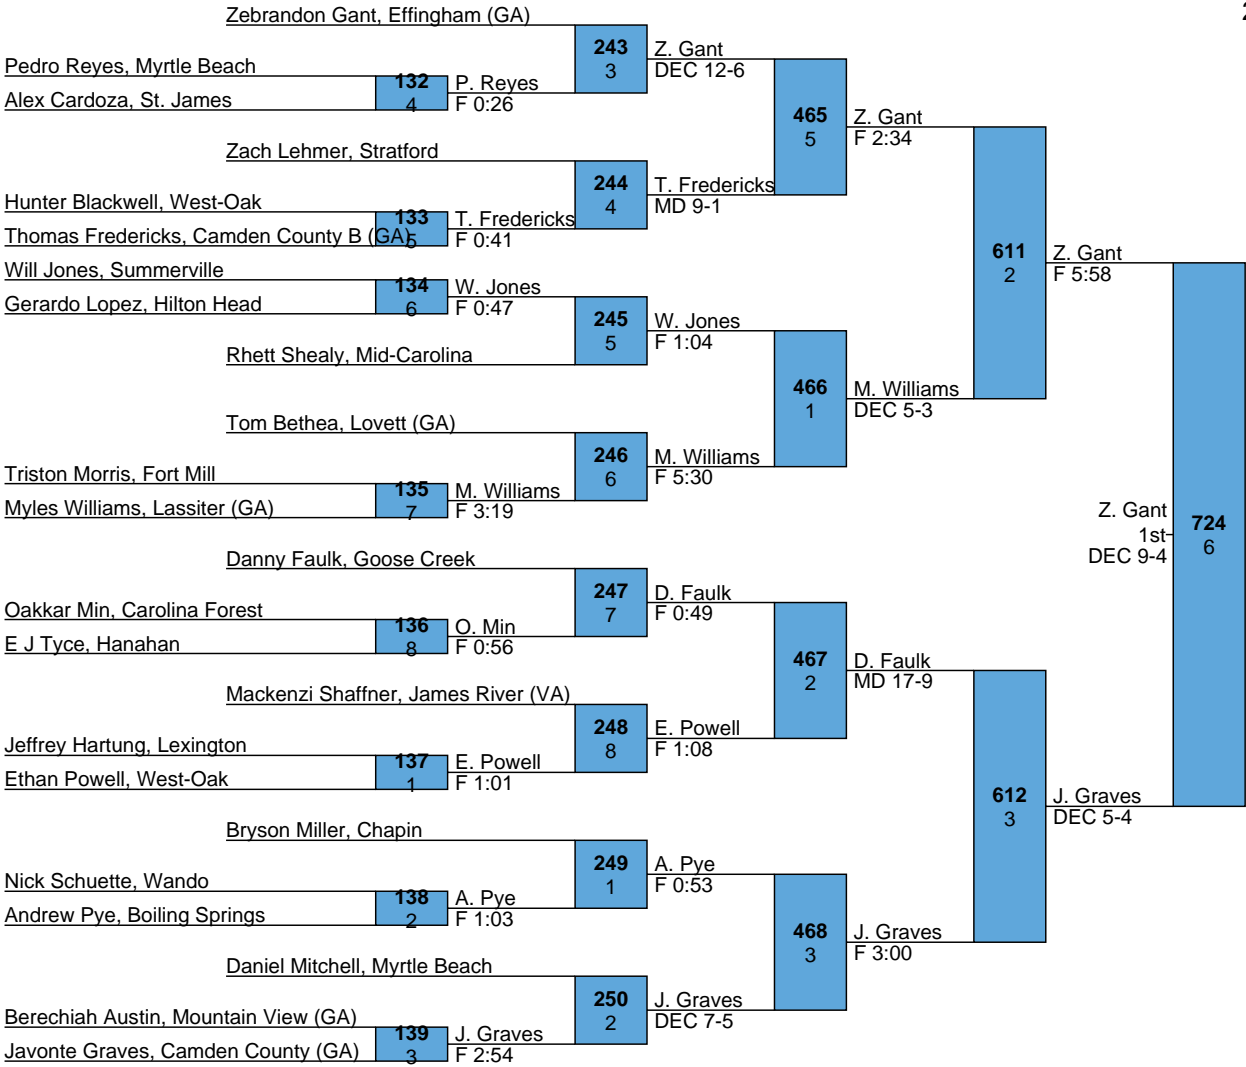 2
Zebrandon Gant, Effingham (GA)
243
3
Z. Gant
DEC 12-6
Pedro Reyes, Myrtle Beach
132
4
P. Reyes
F 0:26
Alex Cardoza, St. James
465
5
Z. Gant
F 2:34
Zach Lehmer, Stratford
244
4
T. Fredericks
MD 9-1
Hunter Blackwell, West-Oak
133
5
T. Fredericks
F 0:41
Thomas Fredericks, Camden County B (GA)
611
2
Z. Gant
F 5:58
Will Jones, Summerville
134
6
W. Jones
F 0:47
Gerardo Lopez, Hilton Head
245
5
W. Jones
F 1:04
Rhett Shealy, Mid-Carolina
466
1
M. Williams
DEC 5-3
Tom Bethea, Lovett (GA)
246
6
M. Williams
F 5:30
Triston Morris, Fort Mill
135
7
M. Williams
F 3:19
Myles Williams, Lassiter (GA)
Z. Gant
1st
DEC 9-4
724
6
Danny Faulk, Goose Creek
247
7
D. Faulk
F 0:49
Oakkar Min, Carolina Forest
136
8
O. Min
F 0:56
E J Tyce, Hanahan
467
2
D. Faulk
MD 17-9
Mackenzi Shaffner, James River (VA)
248
8
E. Powell
F 1:08
Jeffrey Hartung, Lexington
137
1
E. Powell
F 1:01
Ethan Powell, West-Oak
612
3
J. Graves
DEC 5-4
Bryson Miller, Chapin
249
1
A. Pye
F 0:53
Nick Schuette, Wando
138
2
A. Pye
F 1:03
Andrew Pye, Boiling Springs
468
3
J. Graves
F 3:00
Daniel Mitchell, Myrtle Beach
250
2
J. Graves
DEC 7-5
Berechiah Austin, Mountain View (GA)
139
3
J. Graves
F 2:54
Javonte Graves, Camden County (GA)